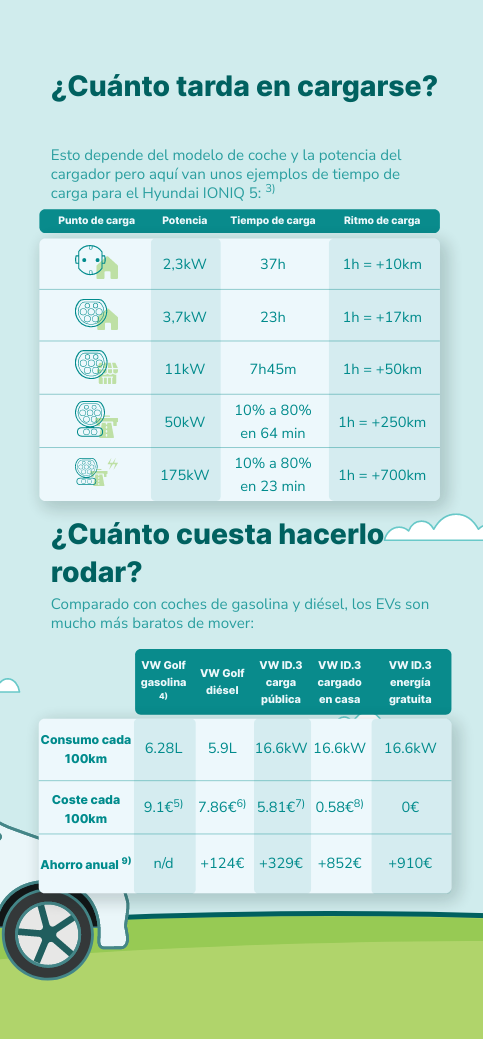 ¿Cuánto tarda en cargarse?
Esto depende del modelo de coche y la potencia del
cargador pero aquí van unos ejemplos de tiempo de
carga para el Hyundai IONIQ 5: 3)
Punto de carga Potencia Tiempo de carga Ritmo de carga
2,3kW 37h 1h = +10km
3,7kW 23h 1h = +17km
11kW 7h45m 1h = +50km
50kW 10% a 80% en 64 min 1h = +250km
175kW 10% a 80% en 23 min 1h = +700km
¿Cuánto cuesta hacerlo
rodar?
Comparado con coches de gasolina y diésel, los EVs son
mucho más baratos de mover:
VW Golf gasolina 4) VW Golf diésel VW ID.3 carga pública VW ID.3 cargado en casa VW ID.3 energía gratuita
Consumo cada 100km 6.28L 5.9L 16.6kW 16.6kW 16.6kW
Coste cada 100km 9.1€5) 7.86€6) 5.81€7) 0.58€8) 0€
Ahorro anual 9) n/d +124€ +329€ +852€ +910€